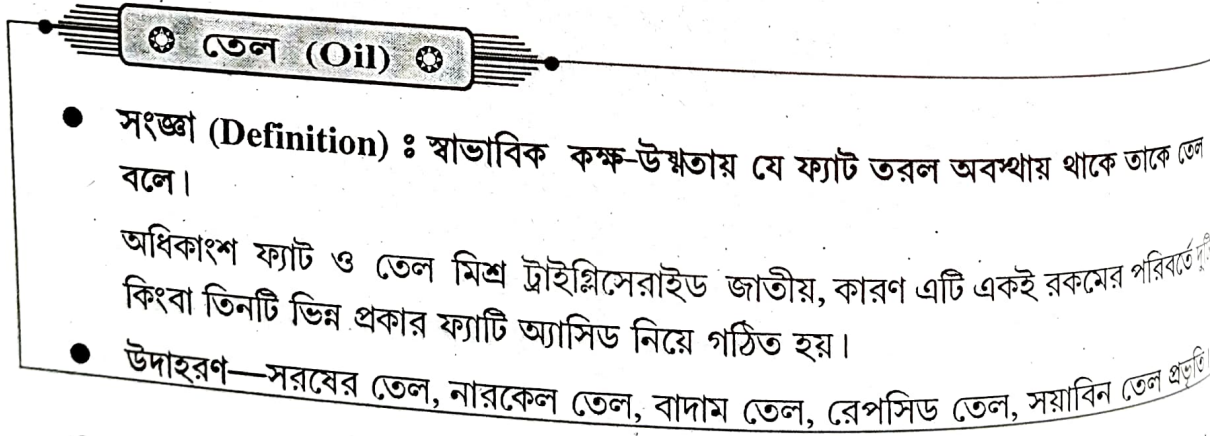 তেল (Oil)
● সংজ্ঞা (Definition) : স্বাভাবিক কক্ষ-উষ্ণতায় যে ফ্যাট তরল অবস্থায় থাকে তাকে তেল
বলে।
অধিকাংশ ফ্যাট ও তেল মিশ্র ট্রাইগ্লিসেরাইড জাতীয়, কারণ এটি একই রকমের পরিবর্তে
কিংবা তিনটি ভিন্ন প্রকার ফ্যাটি অ্যাসিড নিয়ে গঠিত হয়।
● উদাহরণ—সরষের তেল, নারকেল তেল, বাদাম তেল, রেপসিড তেল, সয়াবিন তেল প্রভৃতি।